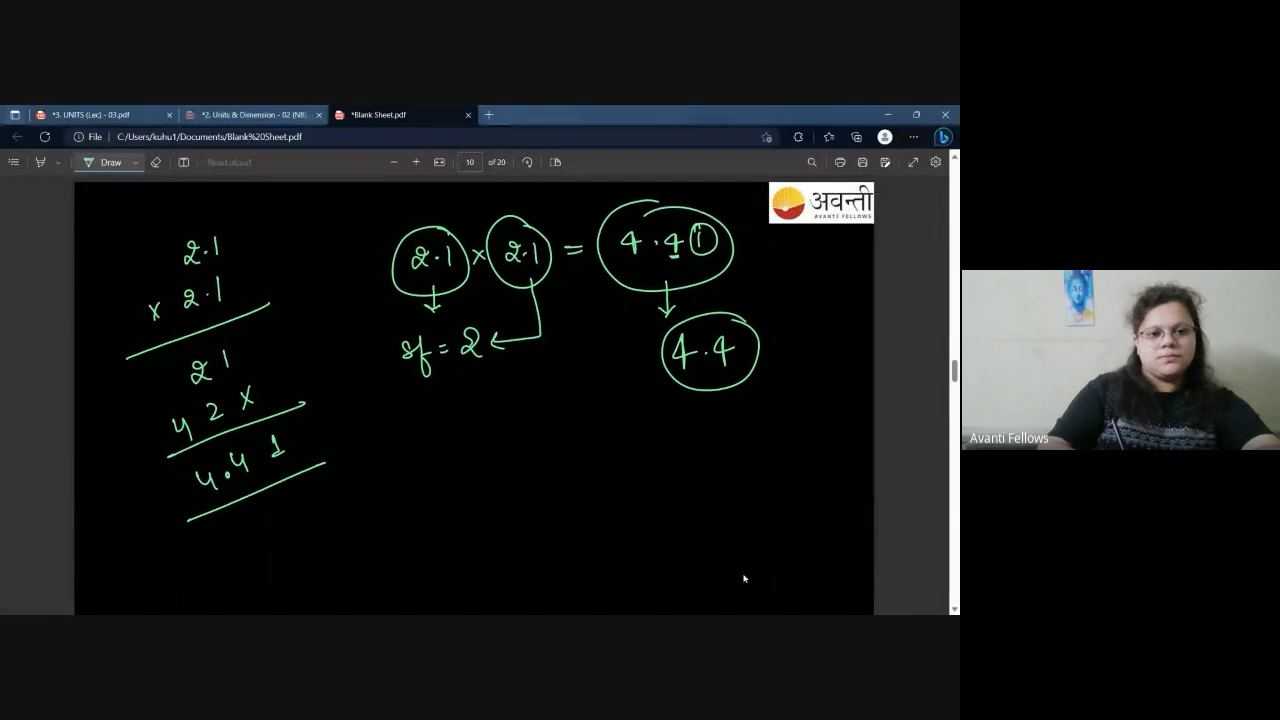 *3. UNITS (Lec) - 03.pdf
*2. Units & Dimension - 02 (NB)
*Blank Sheet.pdf
File C:/Users/kuhu1/Documents/Blank%20Sheet.pdf
Draw Read aloud 10 of 20
अवन्ती
AVANTI FELLOWS
2.1
x 2.1
21
42x
4.41
2.1 x 2.1 = 4.41
sf = 2
4.4
Avanti Fellows